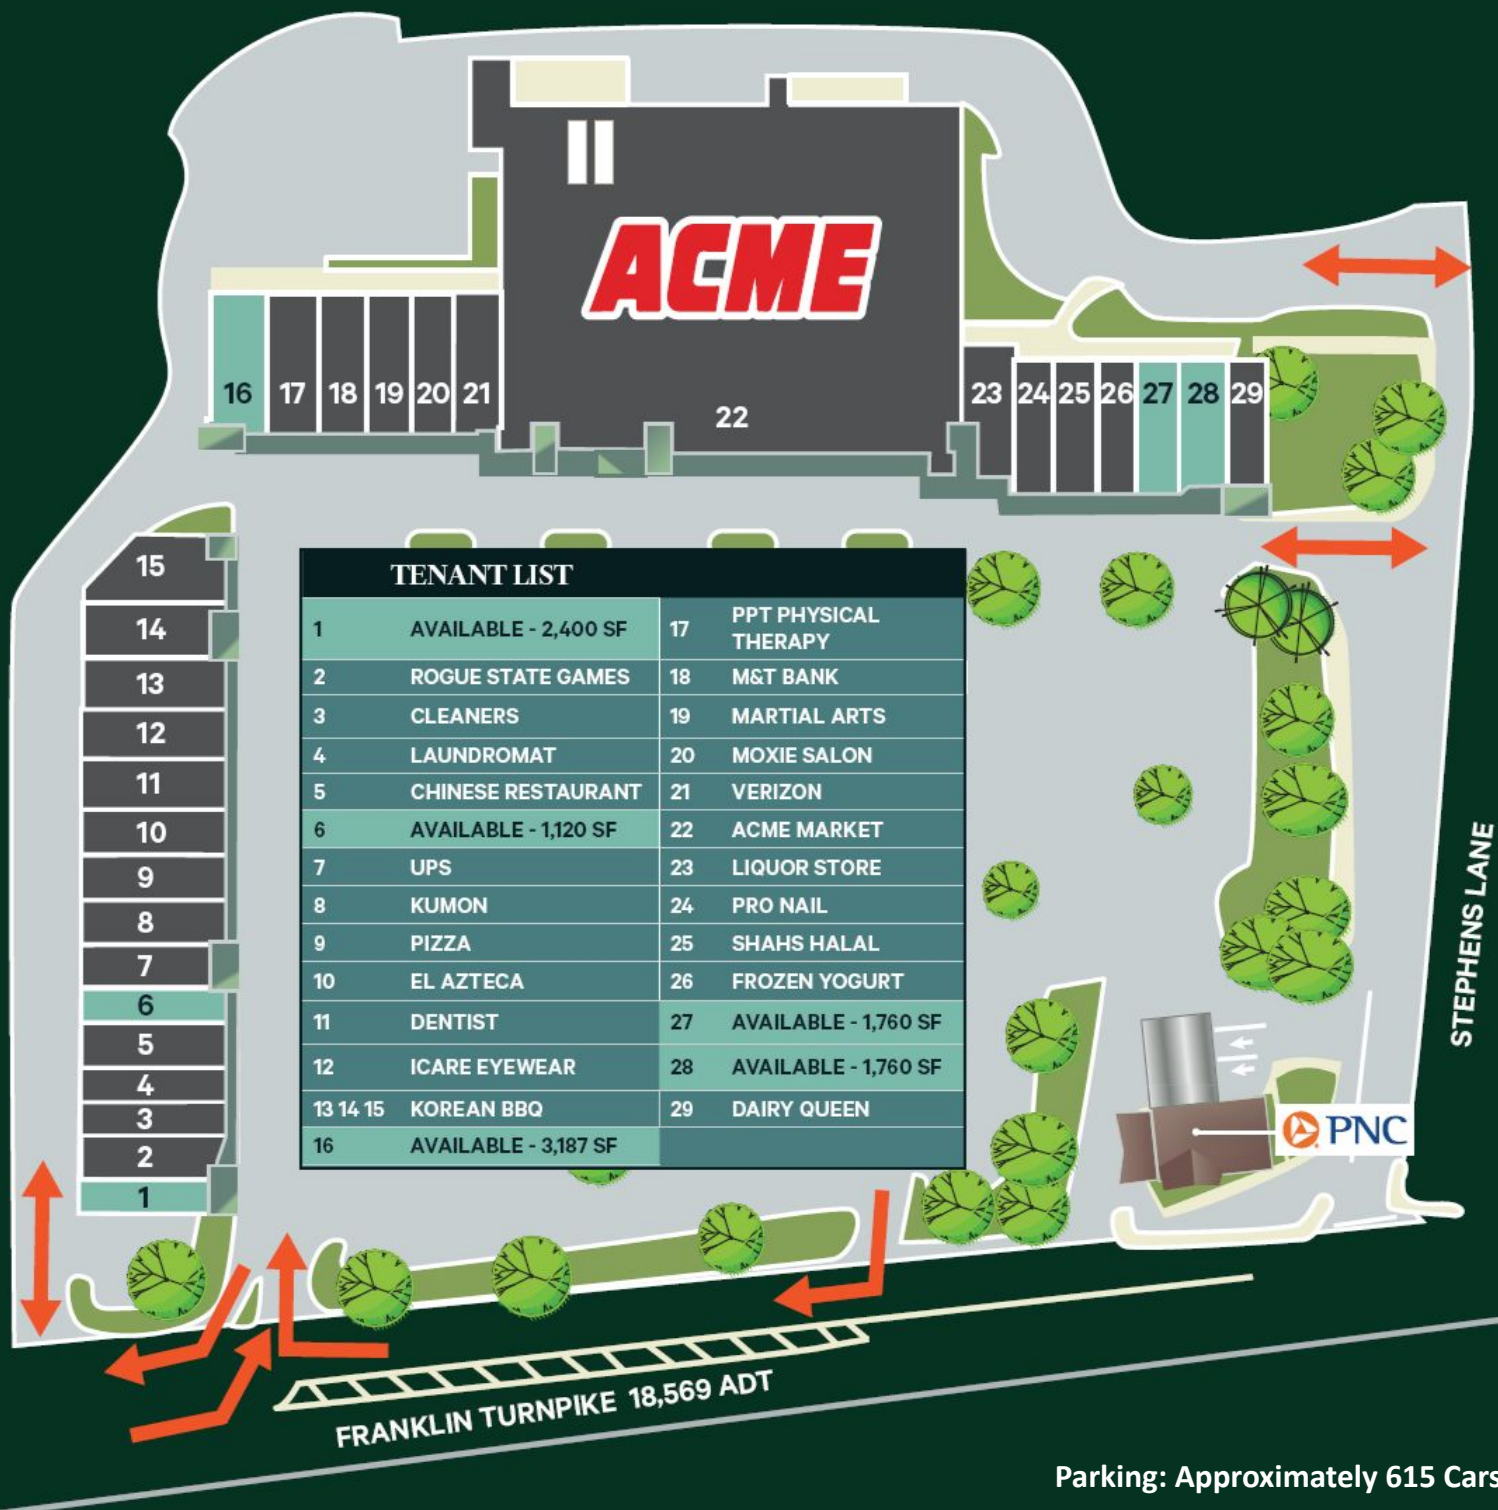 ACME
16 17 18 19 20 21
22
23 24 25 26 27 28 29
15
14
13
12
11
10
9
8
7
6
5
4
3
2
1
TENANT LIST
1 AVAILABLE - 2,400 SF
2 ROGUE STATE GAMES
3 CLEANERS
4 LAUNDROMAT
5 CHINESE RESTAURANT
6 AVAILABLE - 1,120 SF
7 UPS
8 KUMON
9 PIZZA
10 EL AZTECA
11 DENTIST
12 ICARE EYEWEAR
13 14 15 KOREAN BBQ
16 AVAILABLE - 3,187 SF
17 PPT PHYSICAL
THERAPY
18 M&T BANK
19 MARTIAL ARTS
20 MOXIE SALON
21 VERIZON
22 ACME MARKET
23 LIQUOR STORE
24 PRO NAIL
25 SHAHS HALAL
26 FROZEN YOGURT
27 AVAILABLE - 1,760 SF
28 AVAILABLE - 1,760 SF
29 DAIRY QUEEN
STEPHENS LANE
PNC
FRANKLIN TURNPIKE 18,569 ADT
Parking: Approximately 615 Cars